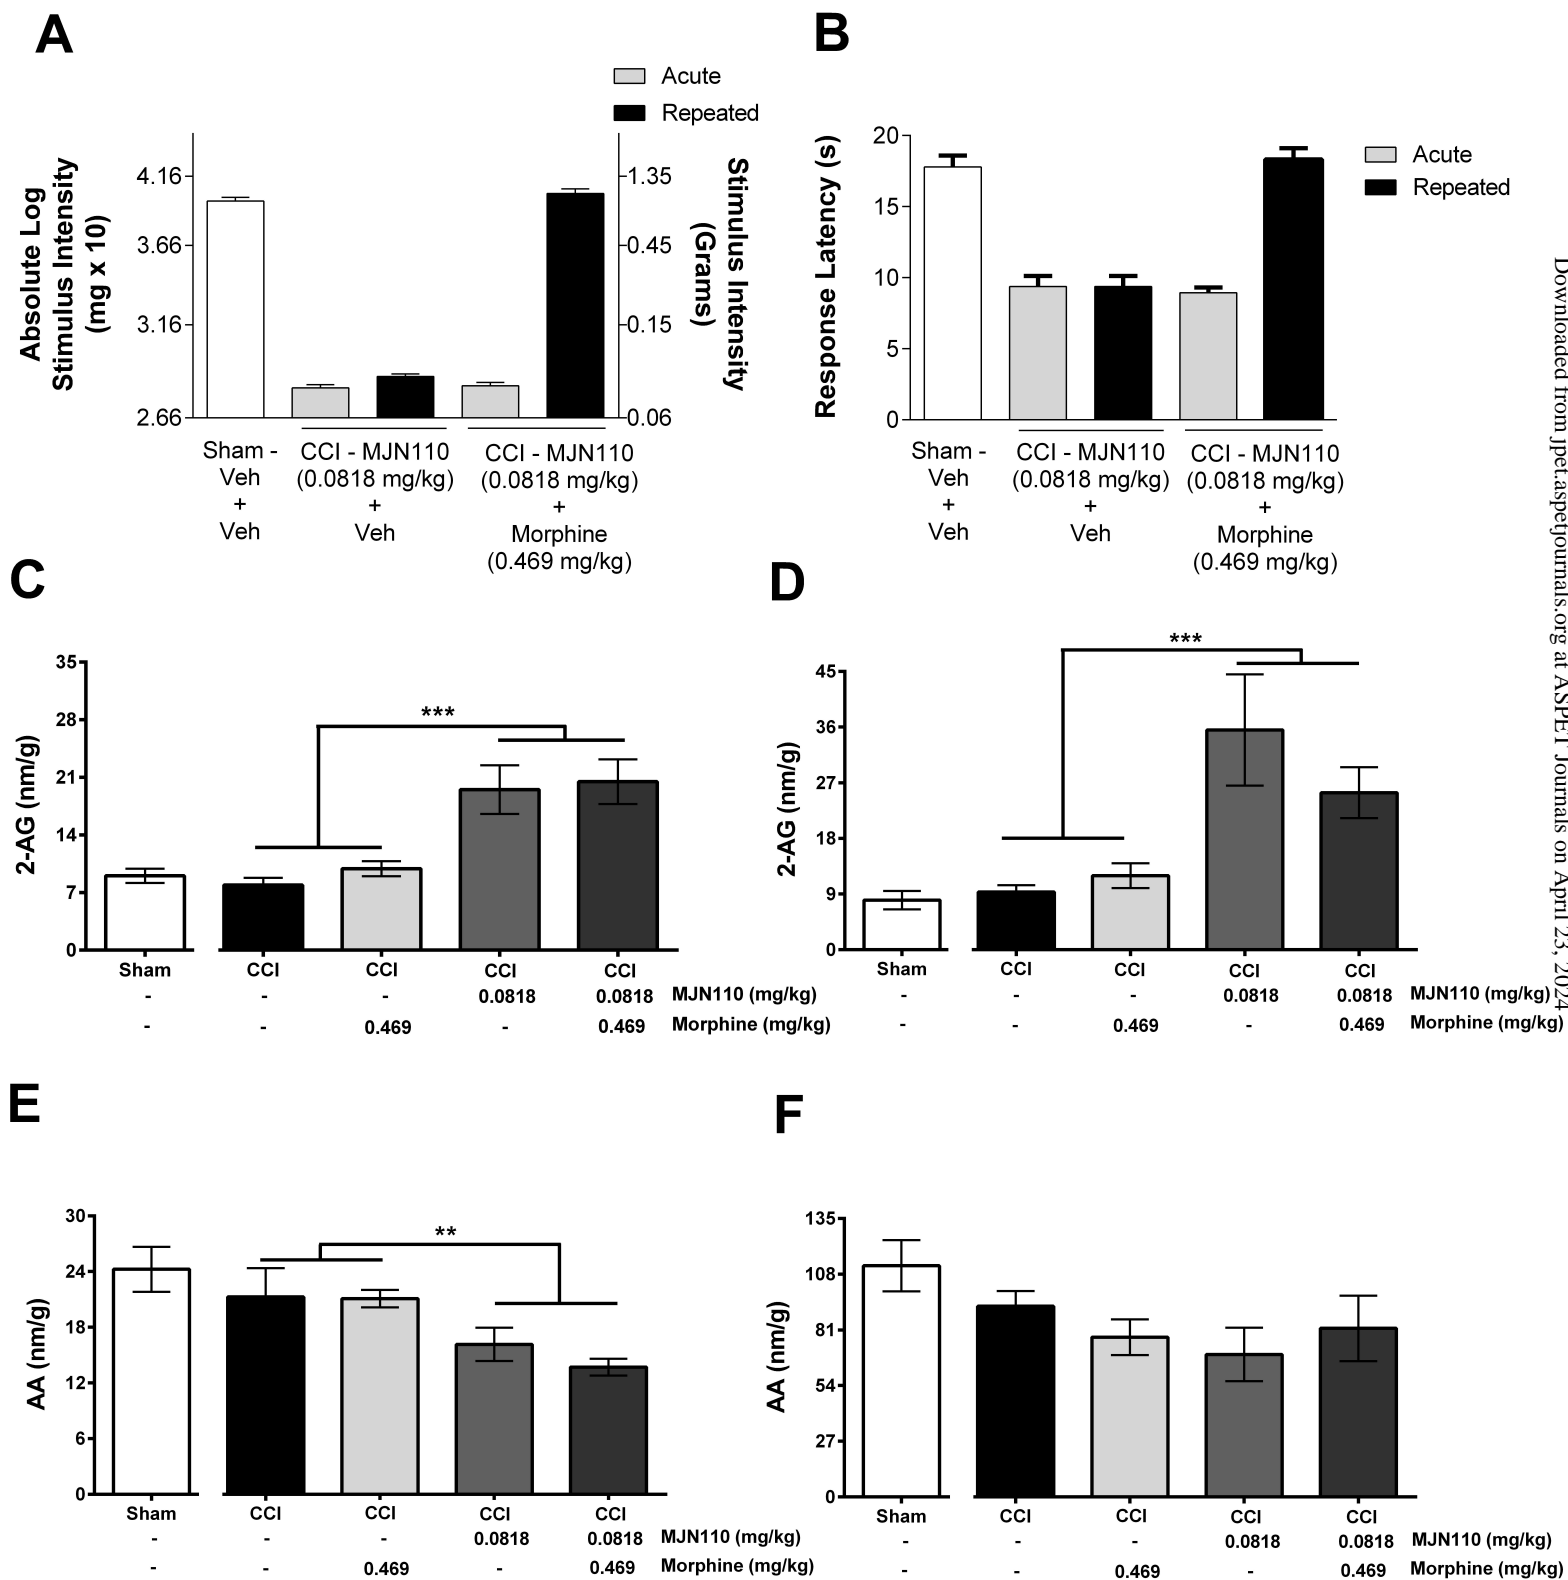 A
Acute
Repeated
Absolute Log
Stimulus Intensity
(mg x 10)
4.16
3.66
3.16
2.66
1.35
0.45
0.15
0.06
Stimulus Intensity
(Grams)
Sham -
Veh
+
Veh
CCI - MJN110
(0.0818 mg/kg)
+
Veh
CCI - MJN110
(0.0818 mg/kg)
+
Morphine
(0.469 mg/kg)
B
Acute
Repeated
Response Latency (s)
20
15
10
5
0
Sham -
Veh
+
Veh
CCI - MJN110
(0.0818 mg/kg)
+
Veh
CCI - MJN110
(0.0818 mg/kg)
+
Morphine
(0.469 mg/kg)
C
2-AG (nm/g)
35
28
21
14
7
0
***
Sham CCI CCI CCI CCI
- - - 0.0818 0.0818 MJN110 (mg/kg)
- - 0.469 - 0.469 Morphine (mg/kg)
D
2-AG (nm/g)
45
36
27
18
9
0
***
Sham CCI CCI CCI CCI
- - - 0.0818 0.0818 MJN110 (mg/kg)
- - 0.469 - 0.469 Morphine (mg/kg)
E
AA (nm/g)
30
24
18
12
6
0
**
Sham CCI CCI CCI CCI
- - - 0.0818 0.0818 MJN110 (mg/kg)
- - 0.469 - 0.469 Morphine (mg/kg)
F
AA (nm/g)
135
108
81
54
27
0
Sham CCI CCI CCI CCI
- - - 0.0818 0.0818 MJN110 (mg/kg)
- - 0.469 - 0.469 Morphine (mg/kg)
Downloaded from jpet.aspetjournals.org at ASPET Journals on April 23, 2024